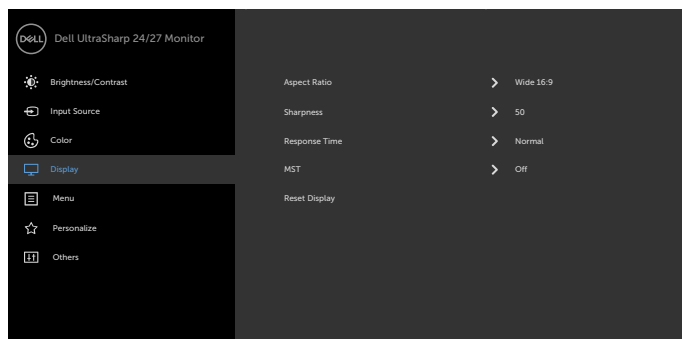 DELL Dell UltraSharp 24/27 Monitor
Brightness/Contrast
Aspect Ratio Wide 16:9
Input Source
Sharpness 50
Color
Response Time Normal
Display
MST Off
Menu
Reset Display
Personalize
Others